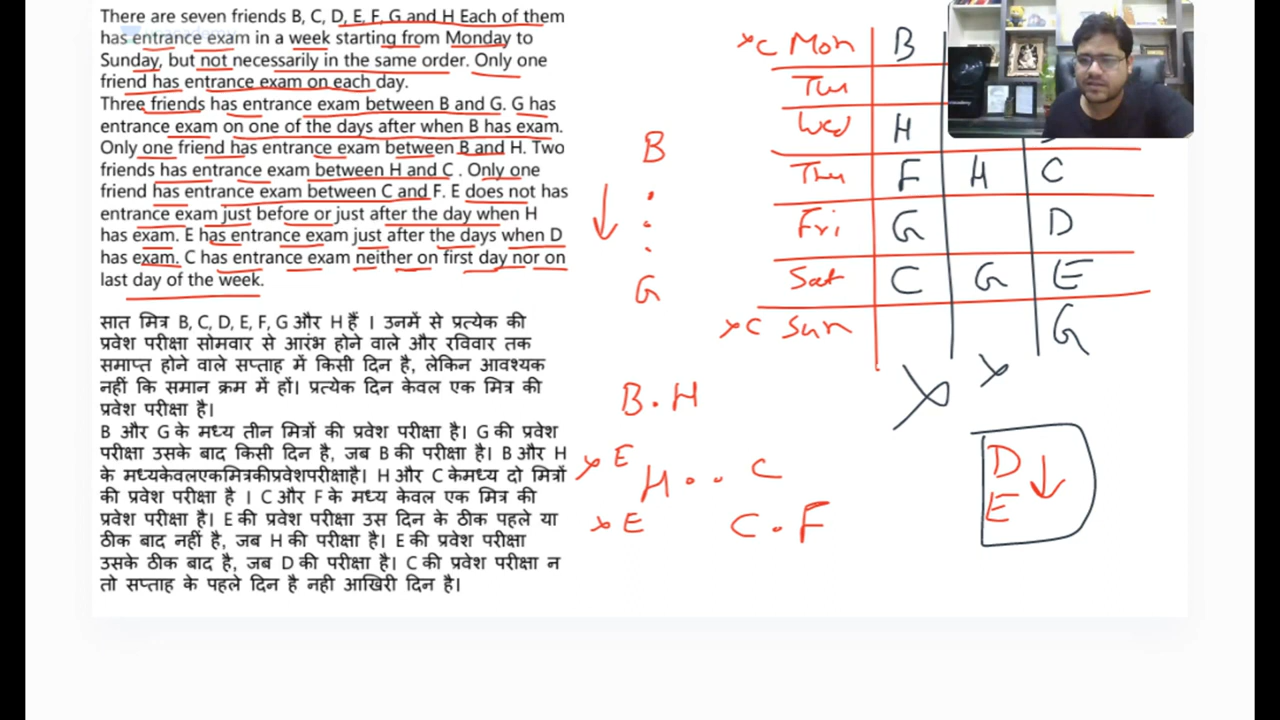 There are seven friends B, C, D, E, F, G and H Each of them
has entrance exam in a week starting from Monday to
Sunday, but not necessarily in the same order. Only one
friend has entrance exam on each day.
Three friends has entrance exam between B and G. G has
entrance exam on one of the days after when B has exam.
Only one friend has entrance exam between B and H. Two
friends has entrance exam between H and C . Only one
friend has entrance exam between C and F. E does not has
entrance exam just before or just after the day when H
has exam. E has entrance exam just after the days when D
has exam. C has entrance exam neither on first day nor on
last day of the week.
सात मित्र B, C, D, E, F, G और H हैं । उनमें से प्रत्येक की
प्रवेश परीक्षा सोमवार से आरंभ होने वाले और रविवार तक
समाप्त होने वाले सप्ताह में किसी दिन है, लेकिन आवश्यक
नहीं कि समान क्रम में हों। प्रत्येक दिन केवल एक मित्र की
प्रवेश परीक्षा है।
B और G के मध्य तीन मित्रों की प्रवेश परीक्षा है। G की प्रवेश
परीक्षा उसके बाद किसी दिन है, जब B की परीक्षा है। B और H
के मध्यकेवलएकमित्रकीप्रवेशपरीक्षाहै। H और C केमध्य दो मित्रों
की प्रवेश परीक्षा है । C और F के मध्य केवल एक मित्र की
प्रवेश परीक्षा है। E की प्रवेश परीक्षा उस दिन के ठीक पहले या
ठीक बाद नहीं है, जब H की परीक्षा है। E की प्रवेश परीक्षा
उसके ठीक बाद है, जब D की परीक्षा है। C की प्रवेश परीक्षा न
तो सप्ताह के पहले दिन है नही आखिरी दिन है।
B
G
B . H
x E
H . . C
x E
C . F
x C Mon B
Tu
Wed H
Thu F H C
Fri G D
Sat C G E
x C Sun G
x x
D
E